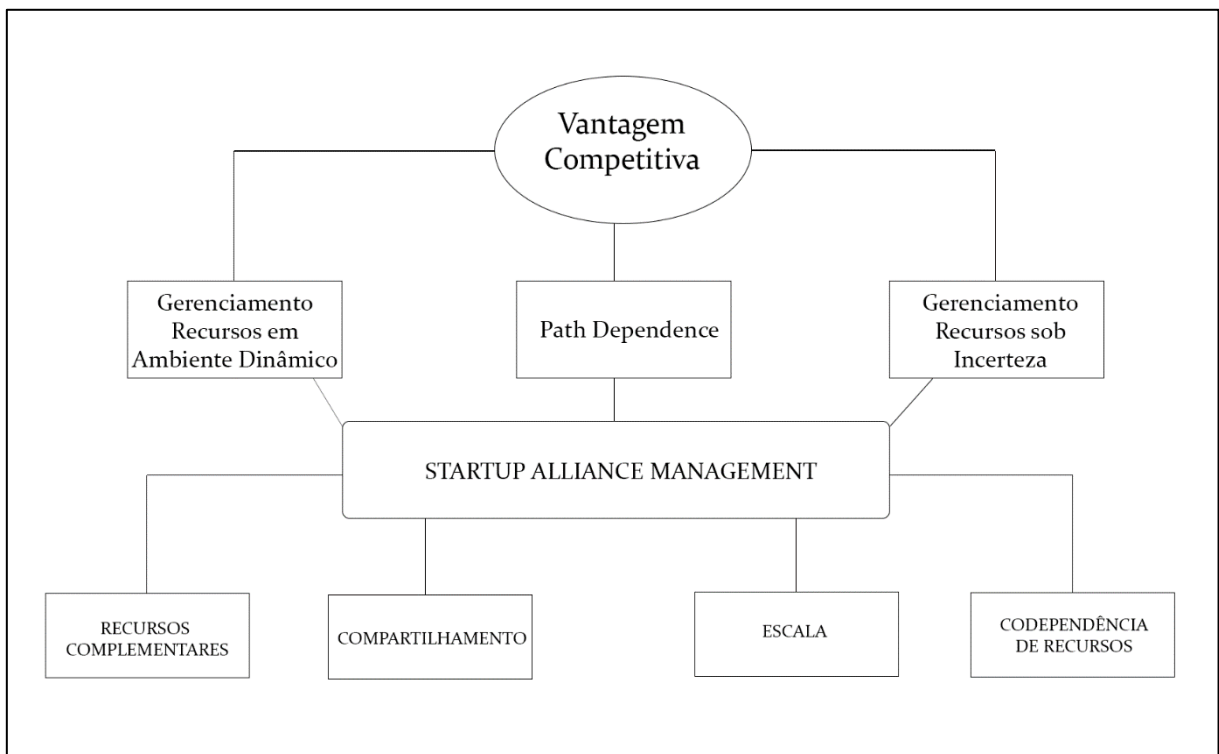 Vantagem
Competitiva
Gerenciamento
Recursos em
Ambiente Dinâmico
Path Dependence
Gerenciamento
Recursos sob
Incerteza
STARTUP ALLIANCE MANAGEMENT
RECURSOS
COMPLEMENTARES
COMPARTILHAMENTO
ESCALA
CODEPENDÊNCIA
DE RECURSOS